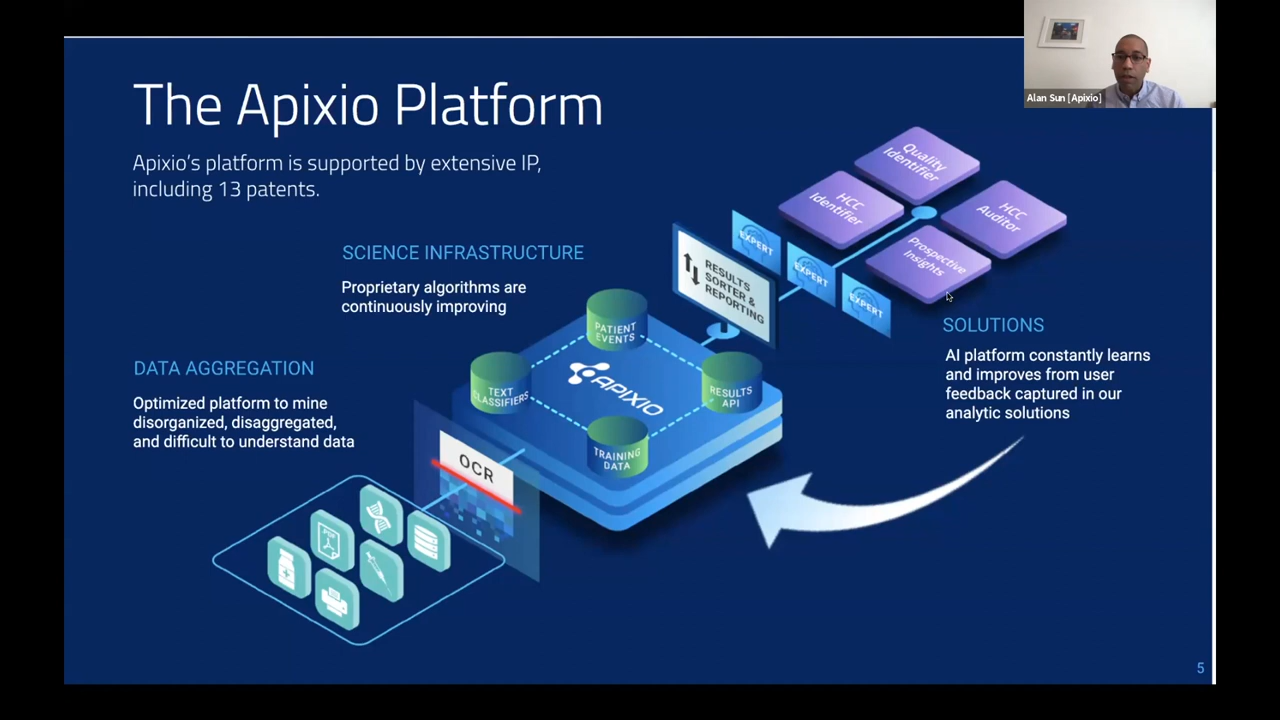 The Apixio Platform
Apixio's platform is supported by extensive IP,
including 13 patents.
Alan Sun [Apixio]
Quality
Identifier
HCC
Identifier
HCC
Auditor
Prospective
Insights
EXPERT
EXPERT
EXPERT
RESULTS
SORTER &
REPORTING
SCIENCE INFRASTRUCTURE
Proprietary algorithms are
continuously improving
PATIENT
EVENTS
TEXT
CLASSIFIERS
APIXIO
RESULTS
API
TRAINING
DATA
SOLUTIONS
AI platform constantly learns
and improves from user
feedback captured in our
analytic solutions
DATA AGGREGATION
Optimized platform to mine
disorganized, disaggregated,
and difficult to understand data
OCR
PDF
5